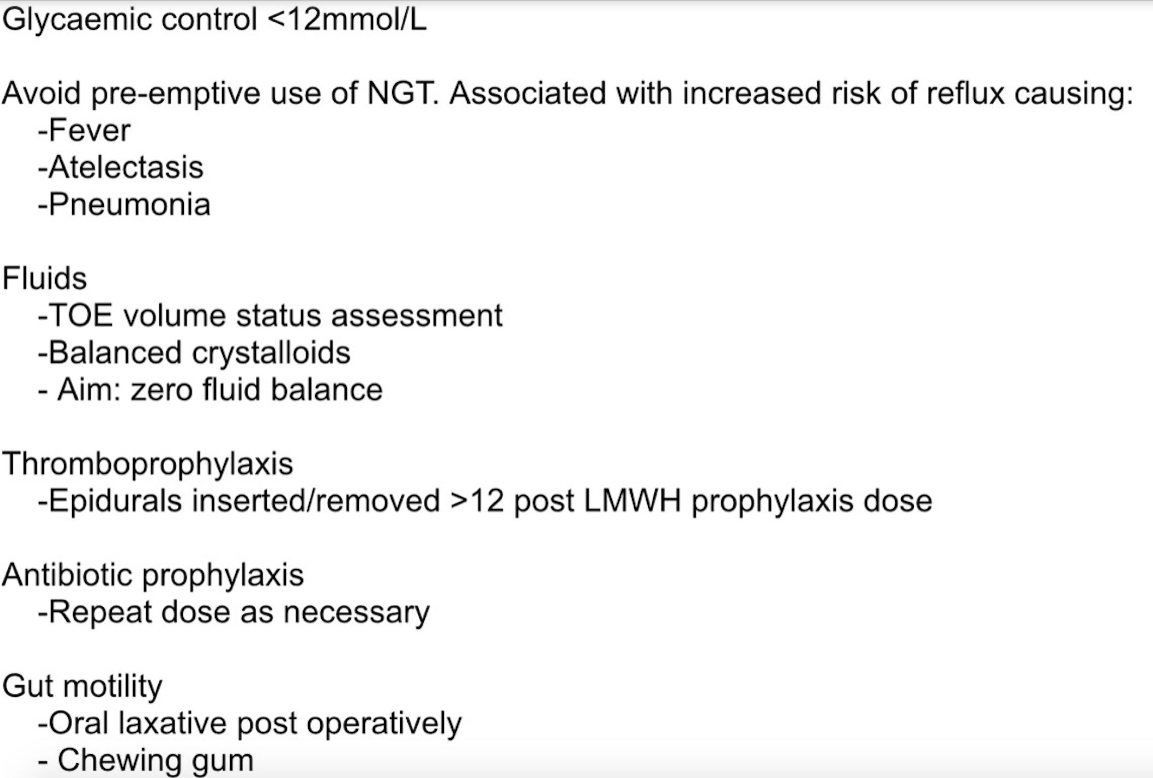 Glycaemic control <12mmol/L
Avoid pre-emptive use of NGT. Associated with increased risk of reflux causing:
-Fever
-Atelectasis
-Pneumonia
Fluids
-TOE volume status assessment
-Balanced crystalloids
- Aim: zero fluid balance
Thromboprophylaxis
-Epidurals inserted/removed >12 post LMWH prophylaxis dose
Antibiotic prophylaxis
-Repeat dose as necessary
Gut motility
-Oral laxative post operatively
- Chewing gum